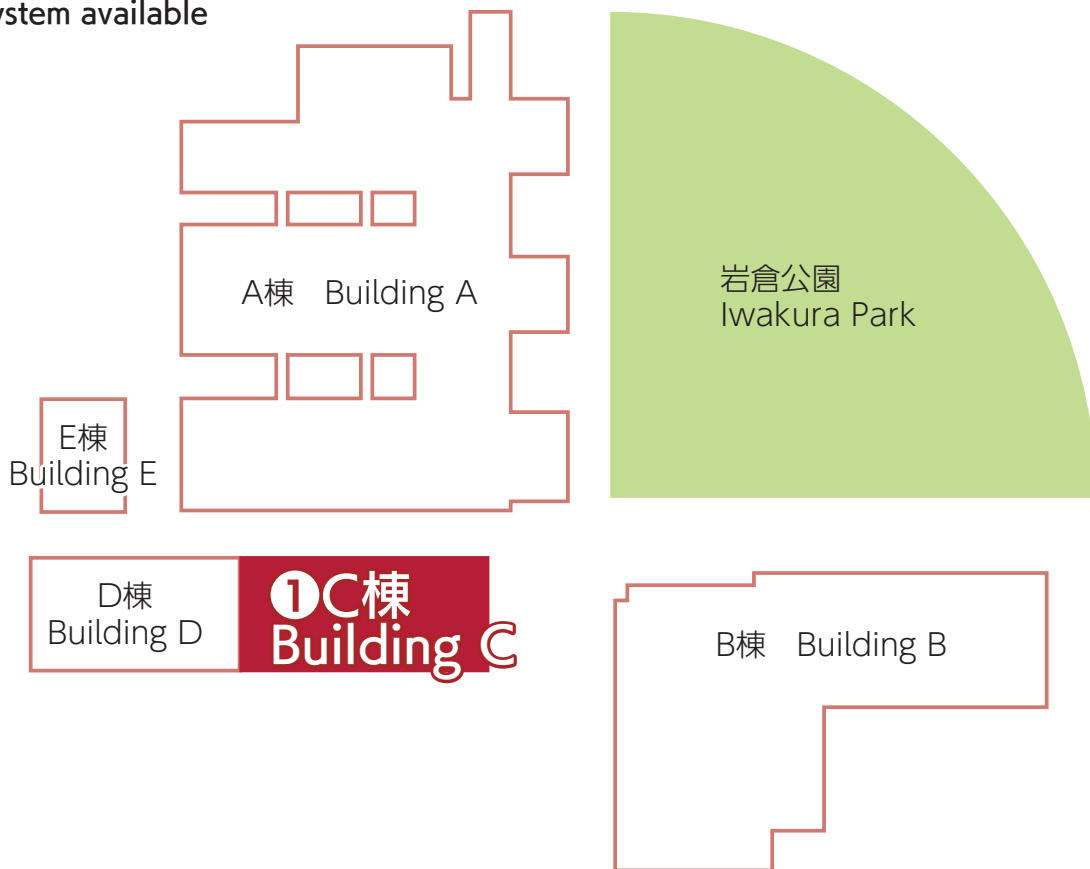 ystem available
A棟　Building A
岩倉公園
Iwakura Park
E棟
Building E
D棟
Building D
❶C棟
Building C
B棟　Building B